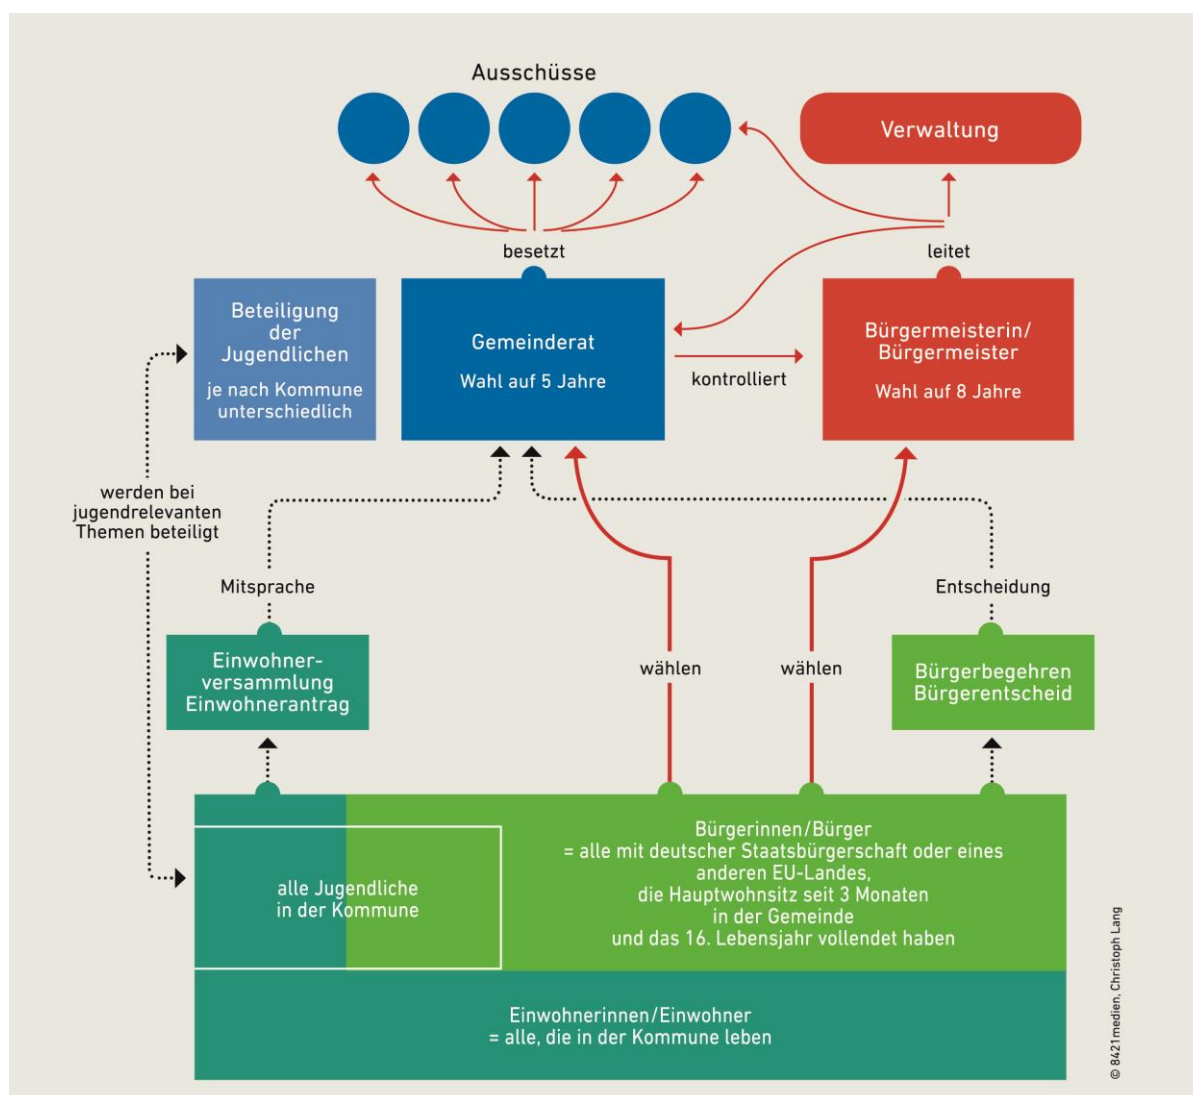 Ausschüsse
Verwaltung
besetzt
leitet
Beteiligung
der
Jugendlichen
je nach Kommune
unterschiedlich
Gemeinderat
Wahl auf 5 Jahre
kontrolliert
Bürgermeisterin/
Bürgermeister
Wahl auf 8 Jahre
werden bei
jugendrelevanten
Themen beteiligt
Mitsprache
Entscheidung
Einwohner-
versammlung
Einwohnerantrag
wählen
wählen
Bürgerbegehren
Bürgerentscheid
alle Jugendliche
in der Kommune
Bürgerinnen/Bürger
= alle mit deutscher Staatsbürgerschaft oder eines
anderen EU-Landes,
die Hauptwohnsitz seit 3 Monaten
in der Gemeinde
und das 16. Lebensjahr vollendet haben
Einwohnerinnen/Einwohner
= alle, die in der Kommune leben
© 8421medien, Christoph Lang